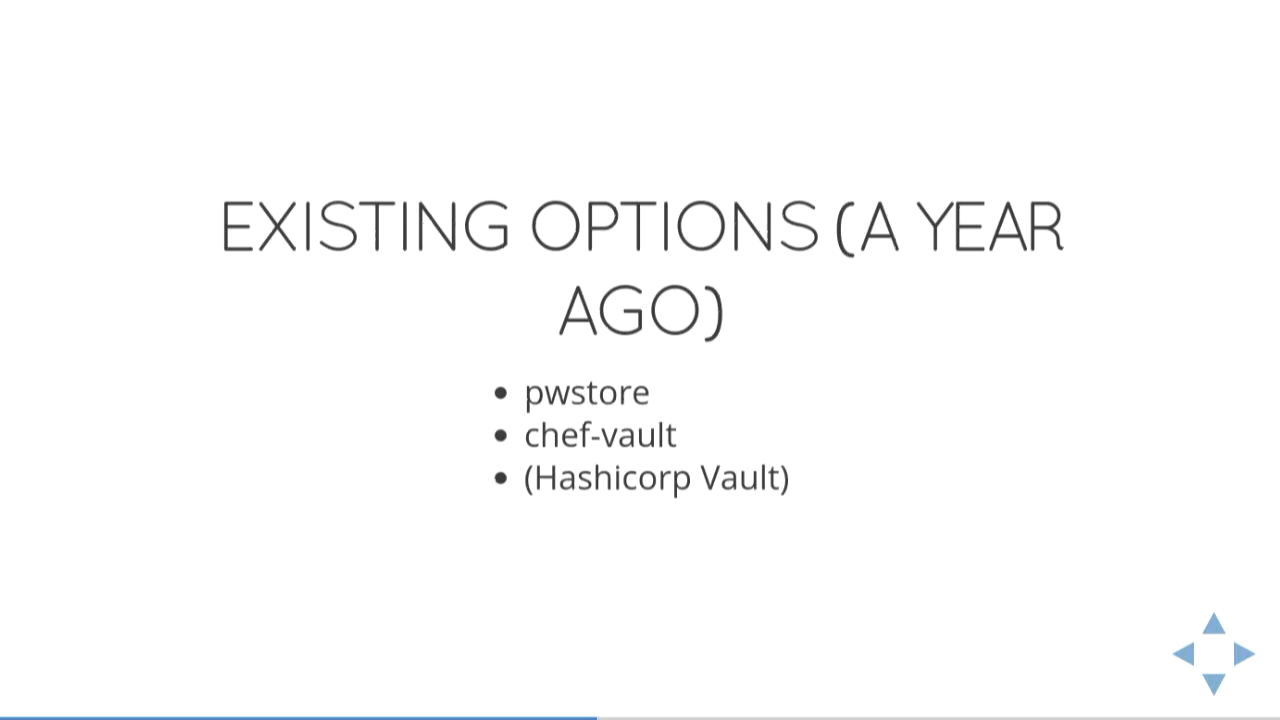 EXISTING OPTIONS (A YEAR
AGO)
• pwstore
• chef-vault
• (Hashicorp Vault)